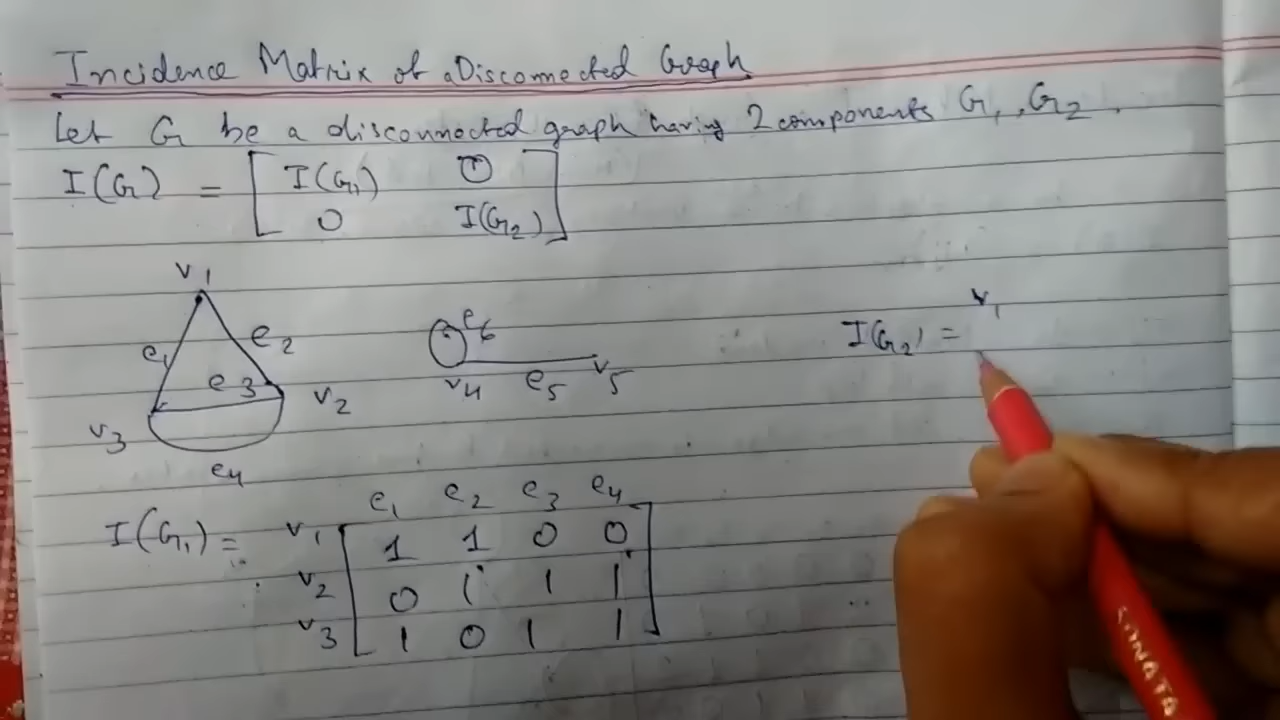 Incidence Matrix of a Disconnected Graph
Let G be a disconnected graph having 2 components G1, G2.
I(G) = [ I(G1) 0
0 I(G2) ]
v1
e1 e2
e3
v3 v2
e4
e6
v4 e5 v5
I(G2) = v1
e1 e2 e3 e4
I(G1) = v1 [ 1 1 0 0
v2 0 1 1 1
v3 1 0 1 1 ]
SONATA